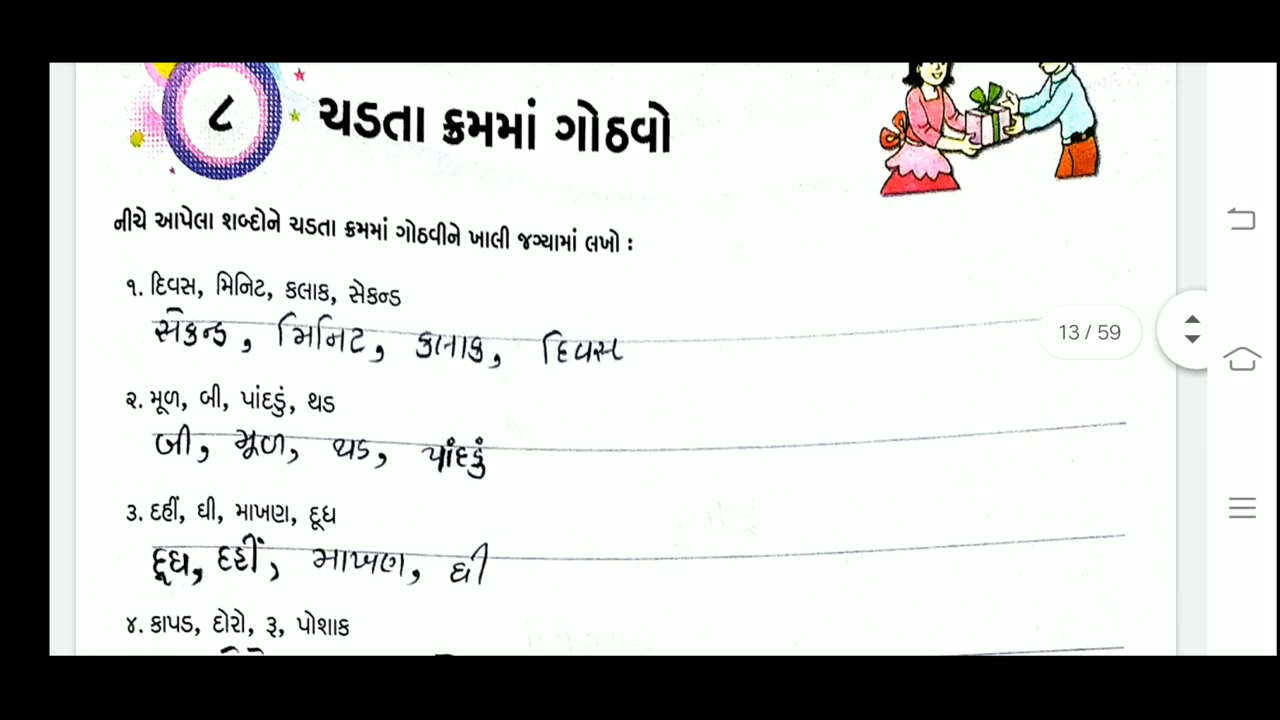 ૮
ચડતા ક્રમમાં ગોઠવો
નીચે આપેલા શબ્દોને ચડતા ક્રમમાં ગોઠવીને ખાલી જગ્યામાં લખો :
૧. દિવસ, મિનિટ, કલાક, સેકન્ડ
સેકન્ડ, મિનિટ, કલાક, દિવસ
13 / 59
૨. મૂળ, બી, પાંદડું, થડ
બી, મૂળ, થડ, પાંદડું
૩. દહીં, ઘી, માખણ, દૂધ
દૂધ, દહીં, માખણ, ઘી
૪. કાપડ, દોરો, રૂ, પોશાક